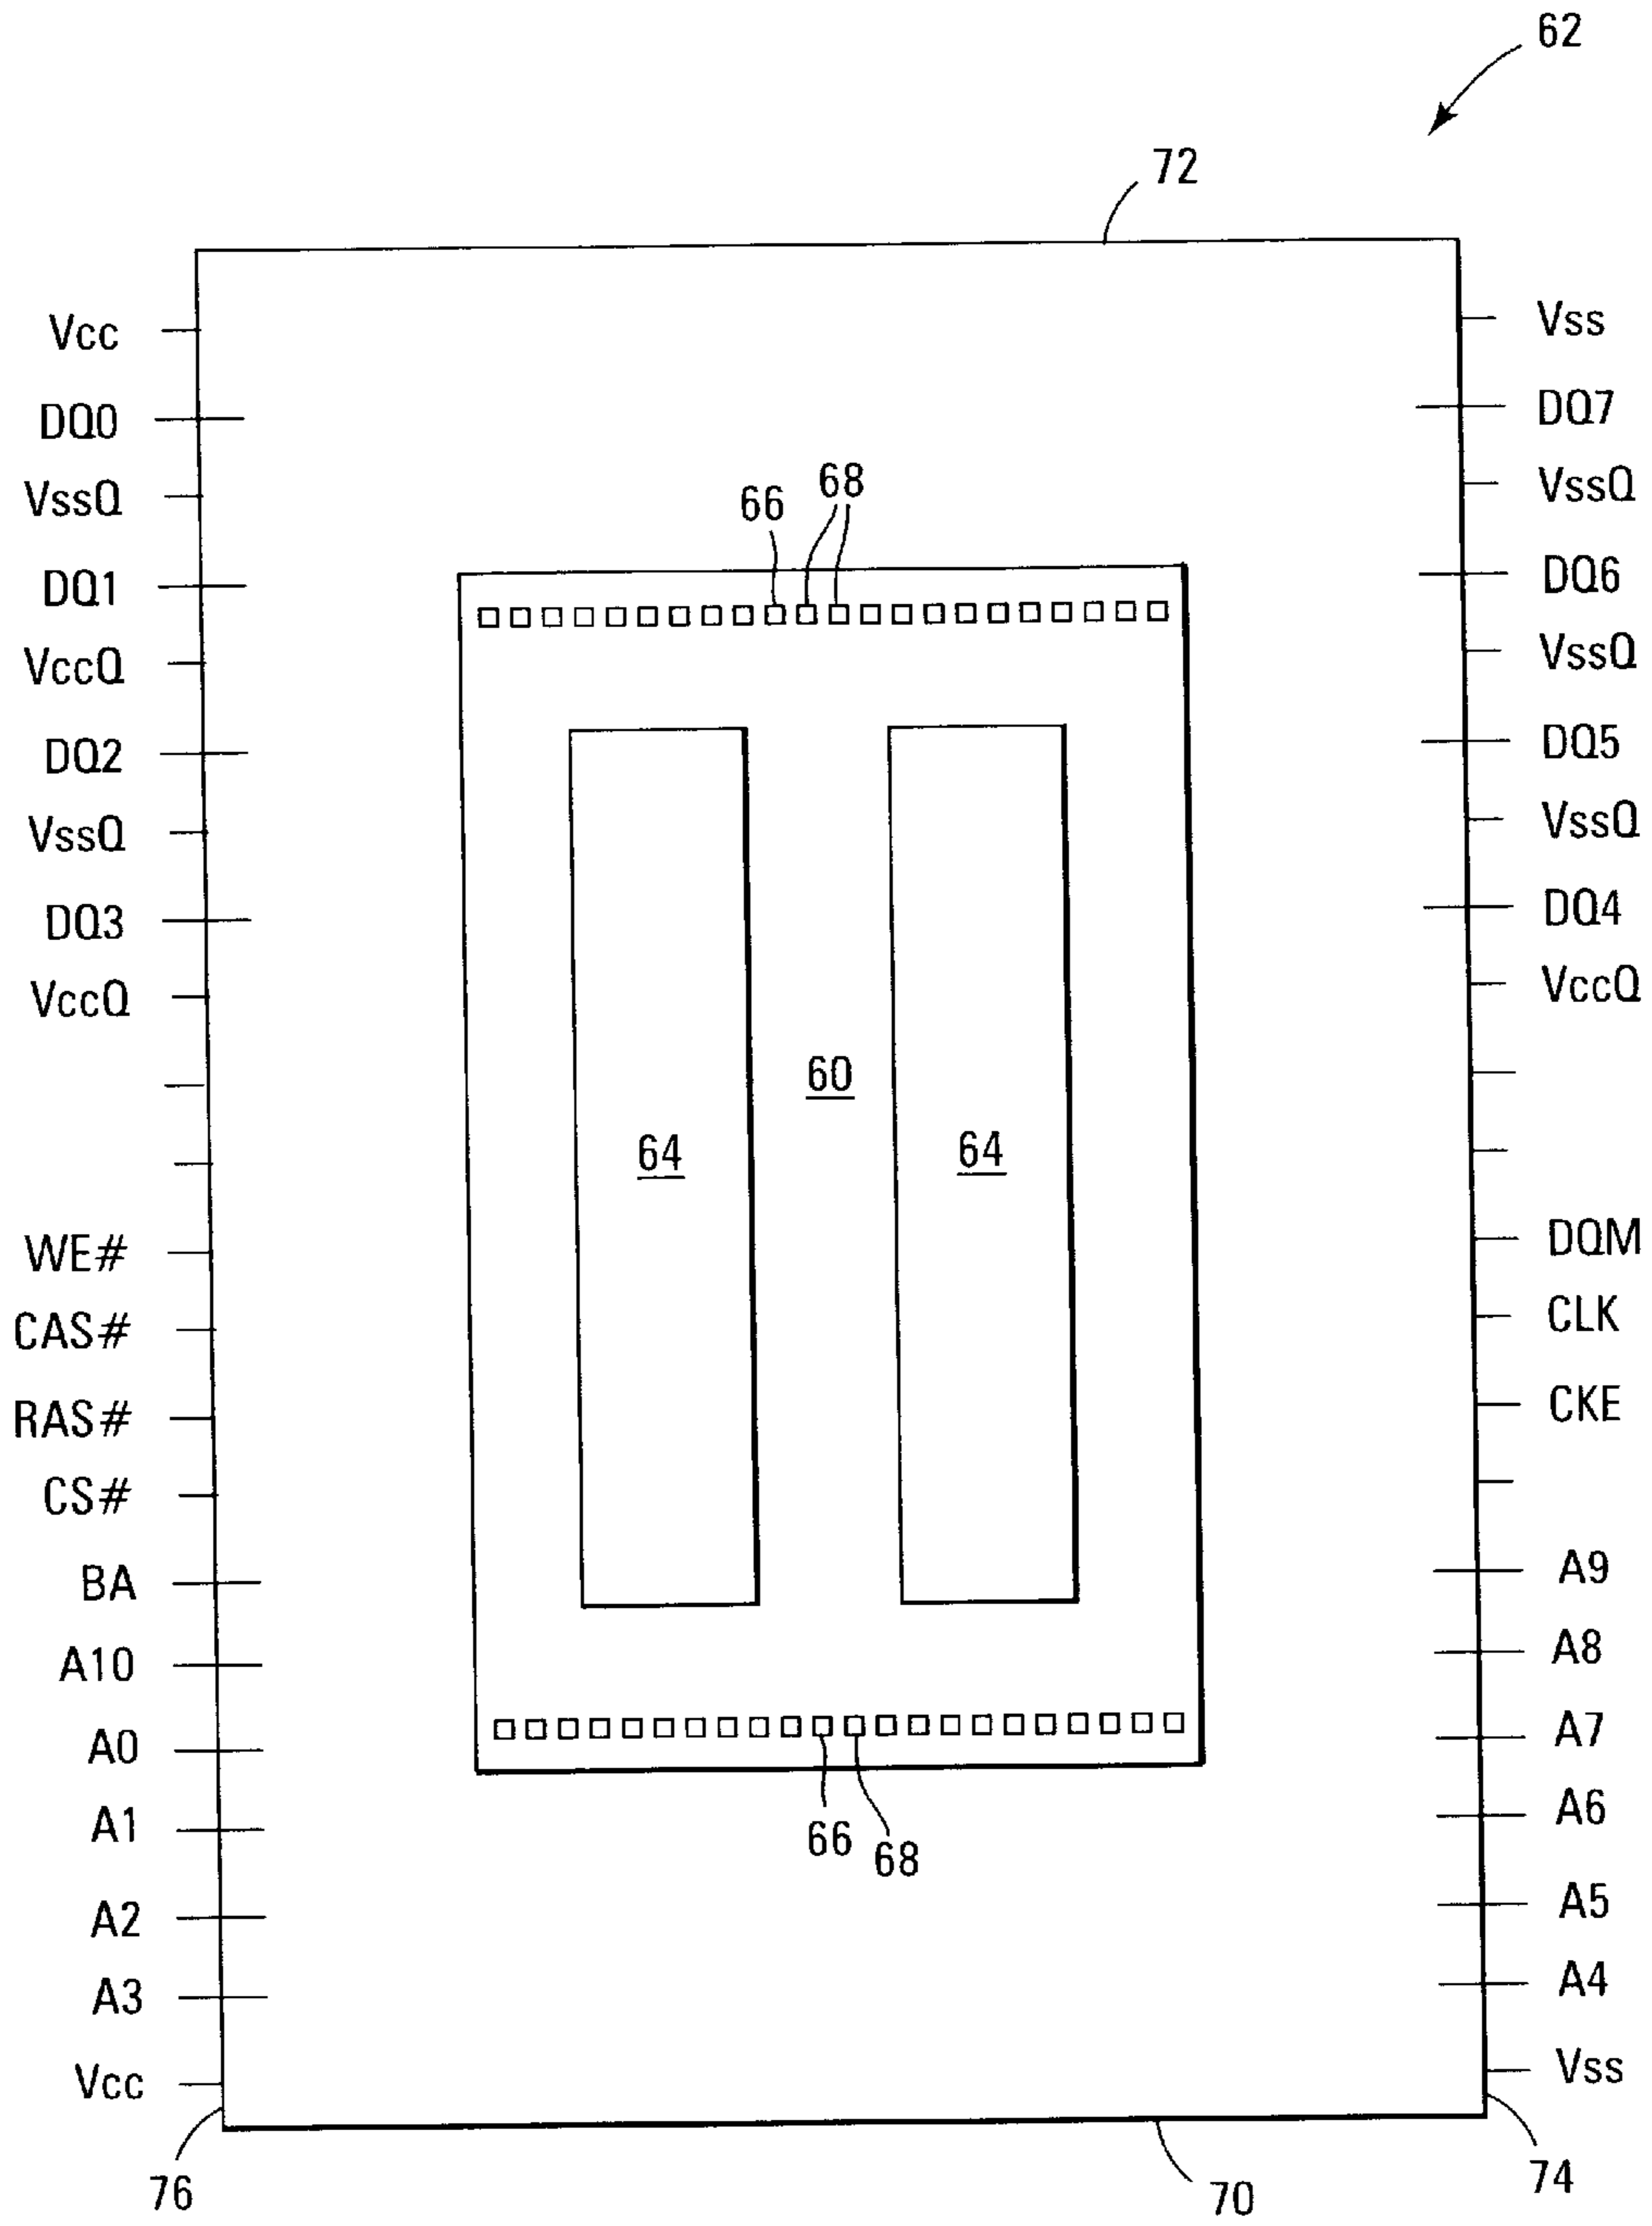 62
72
Vcc
Vss
DQ0
DQ7
VssQ
VssQ
66
68
DQ1
DQ6
VccQ
VssQ
DQ2
DQ5
VssQ
VssQ
DQ3
DQ4
VccQ
VccQ
60
64
64
WE#
DQM
CAS#
CLK
RAS#
CKE
CS#
BA
A9
A10
A8
A0
A7
A1
A6
66
68
A2
A5
A3
A4
Vcc
Vss
76
70
74